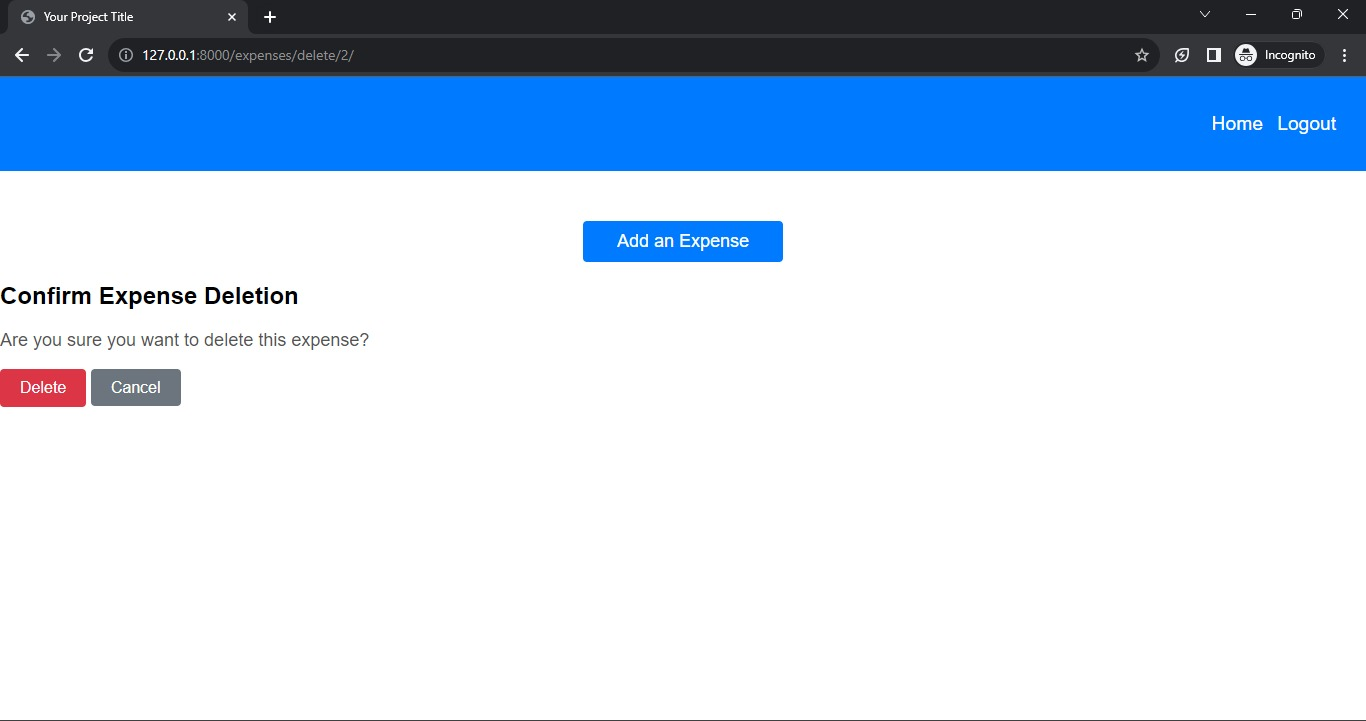 Your Project Title
127.0.0.1:8000/expenses/delete/2/
Incognito
Home Logout
Add an Expense
Confirm Expense Deletion
Are you sure you want to delete this expense?
Delete Cancel